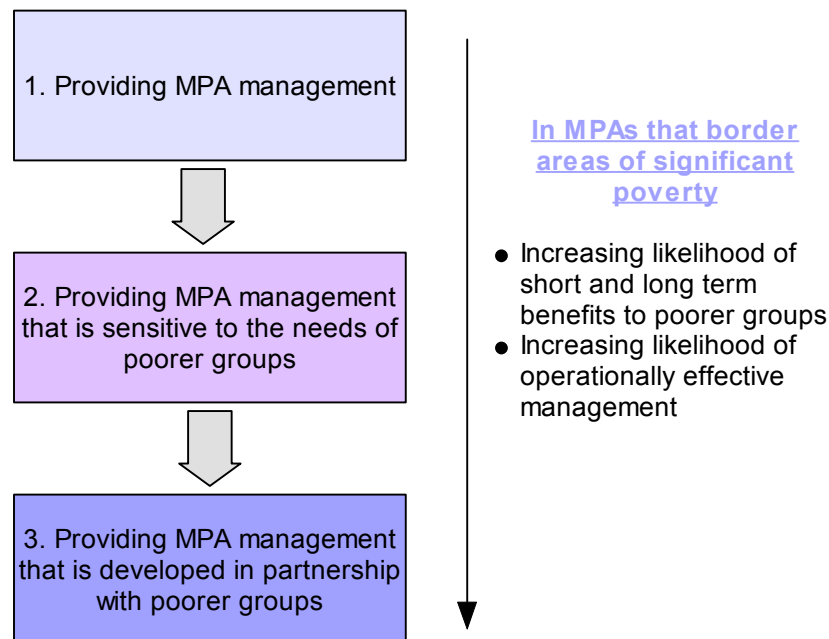 1. Providing MPA management
2. Providing MPA management
that is sensitive to the needs of
poorer groups
3. Providing MPA management
that is developed in partnership
with poorer groups
In MPAs that border
areas of significant
poverty
● Increasing likelihood of
short and long term
benefits to poorer groups
● Increasing likelihood of
operationally effective
management